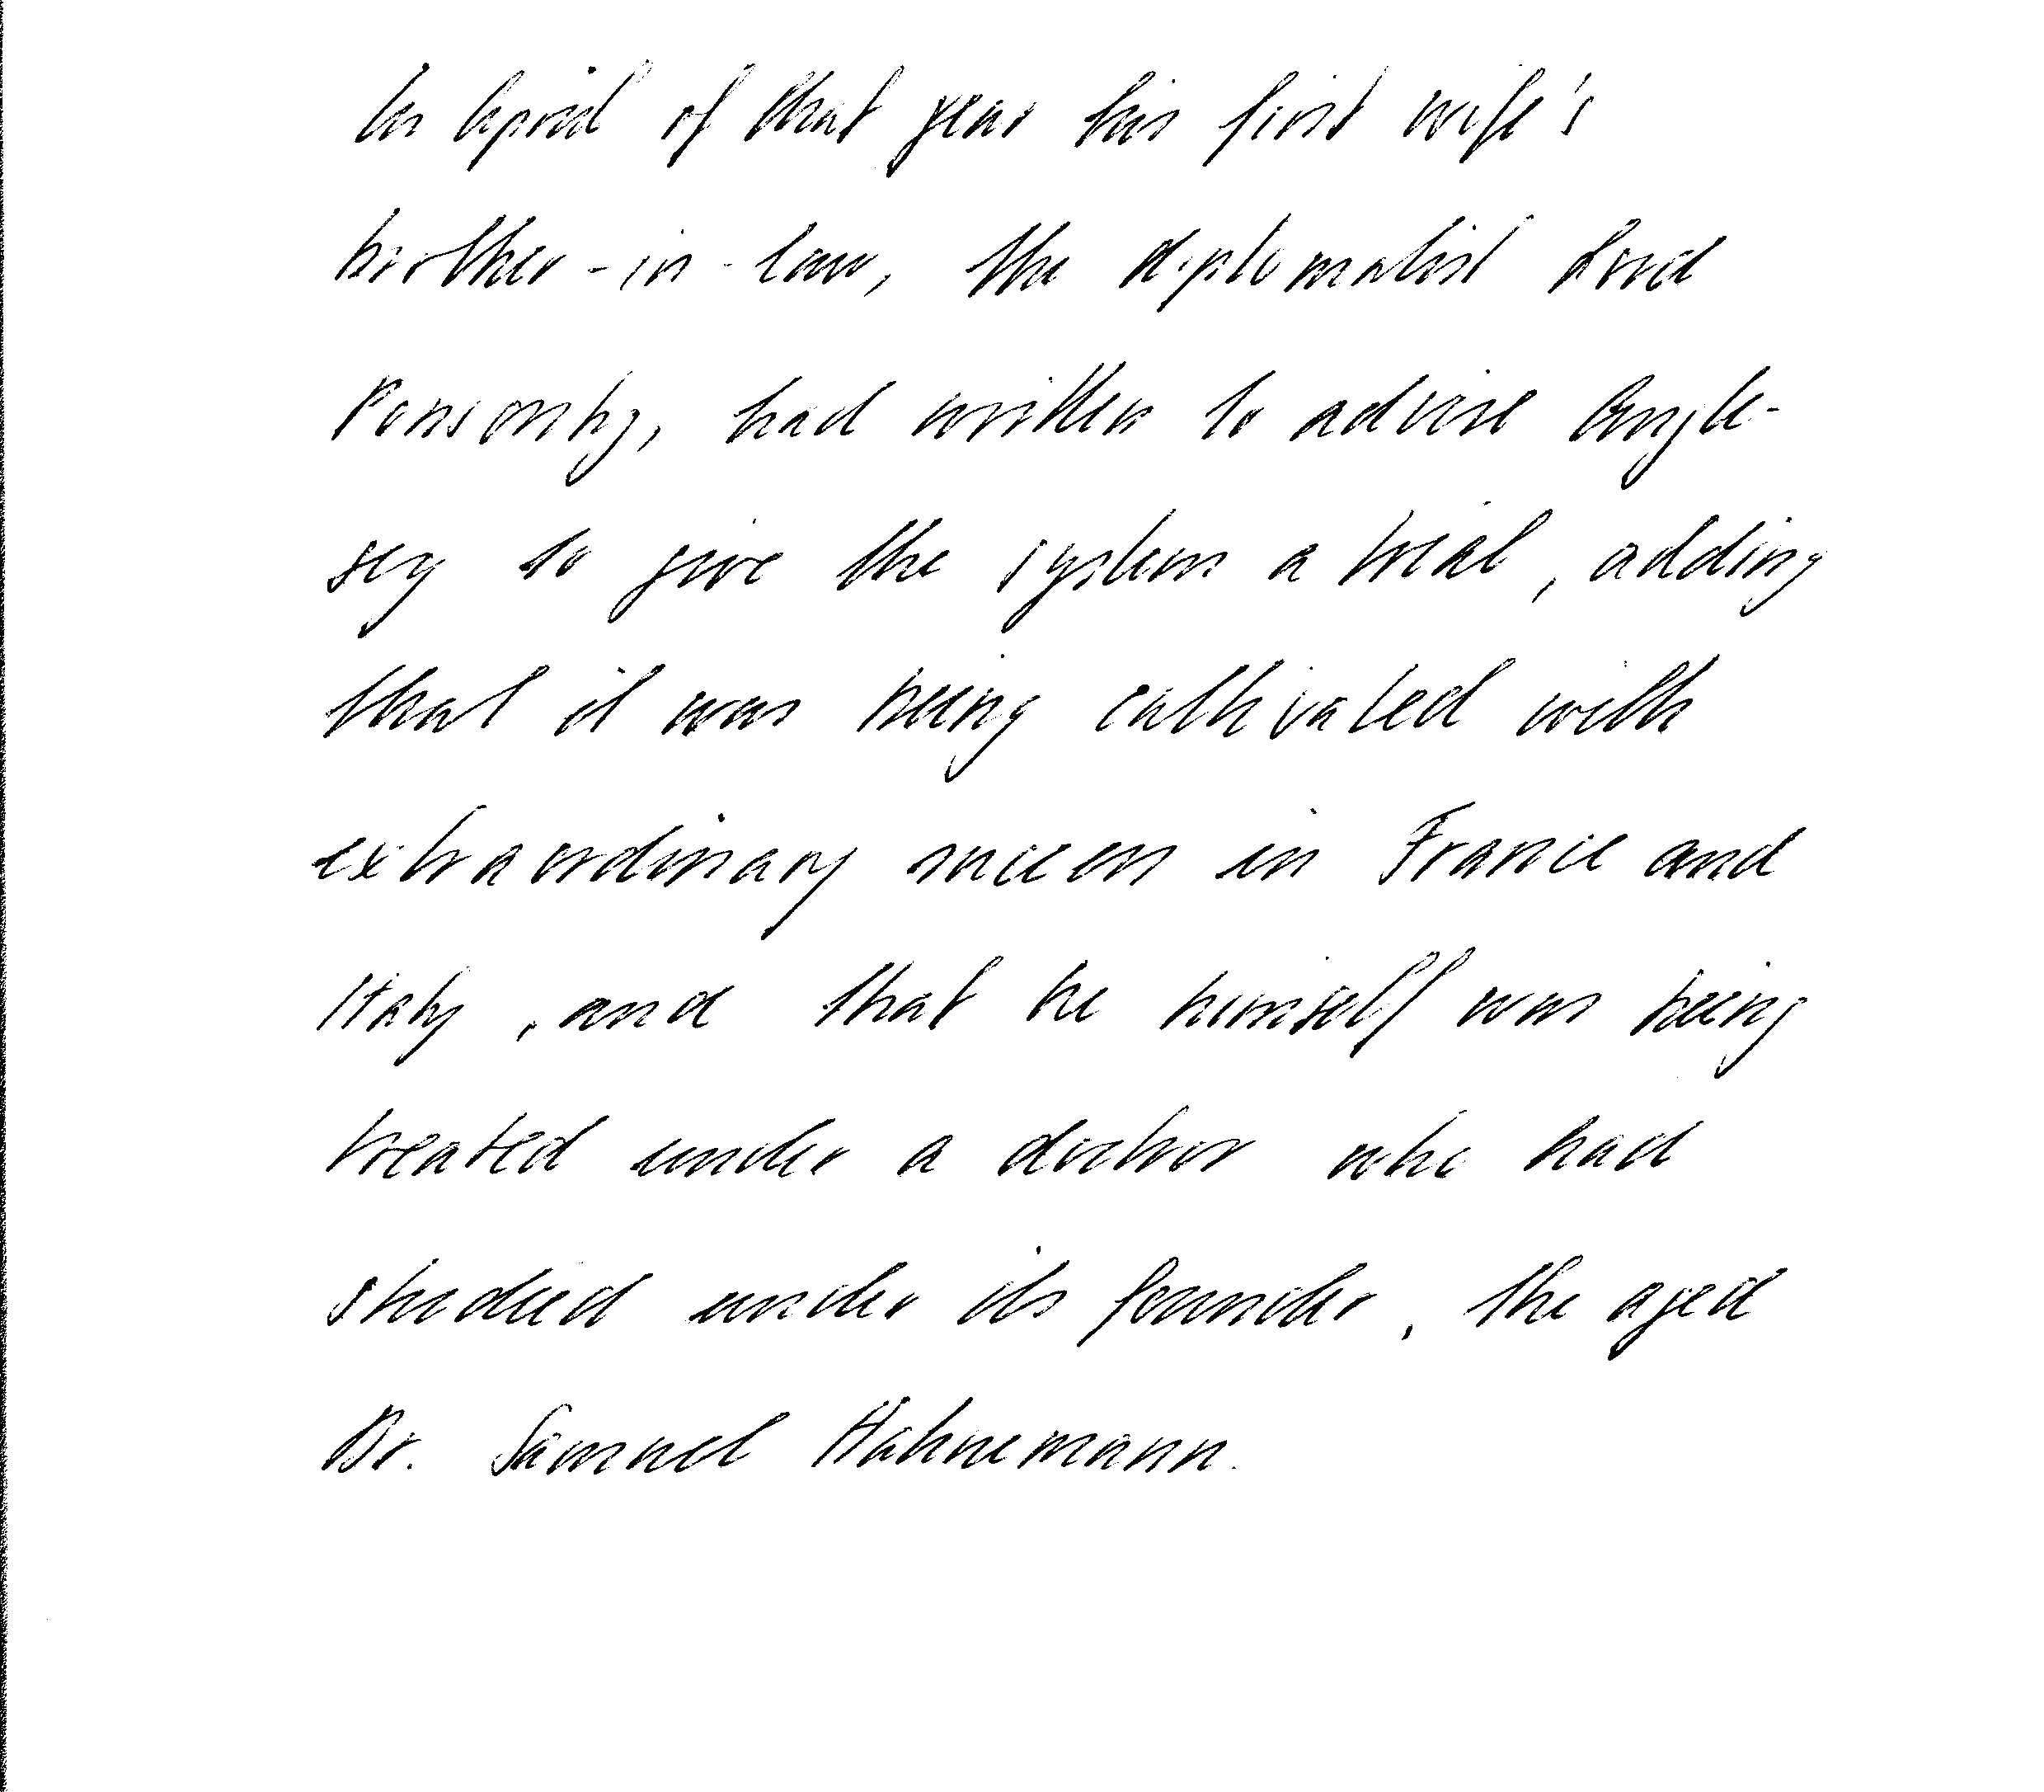 In April of that year his first wife's
brother-in-law, the diplomatist Lord
Ponsonby, had written to advise Angle-
sey to give the system a trial, adding
that it was being cultivated with
extraordinary success in France and
Italy, and that he himself was being
treated under a doctor who had
studied under its founder, the aged
Dr. Samuel Hahnemann.